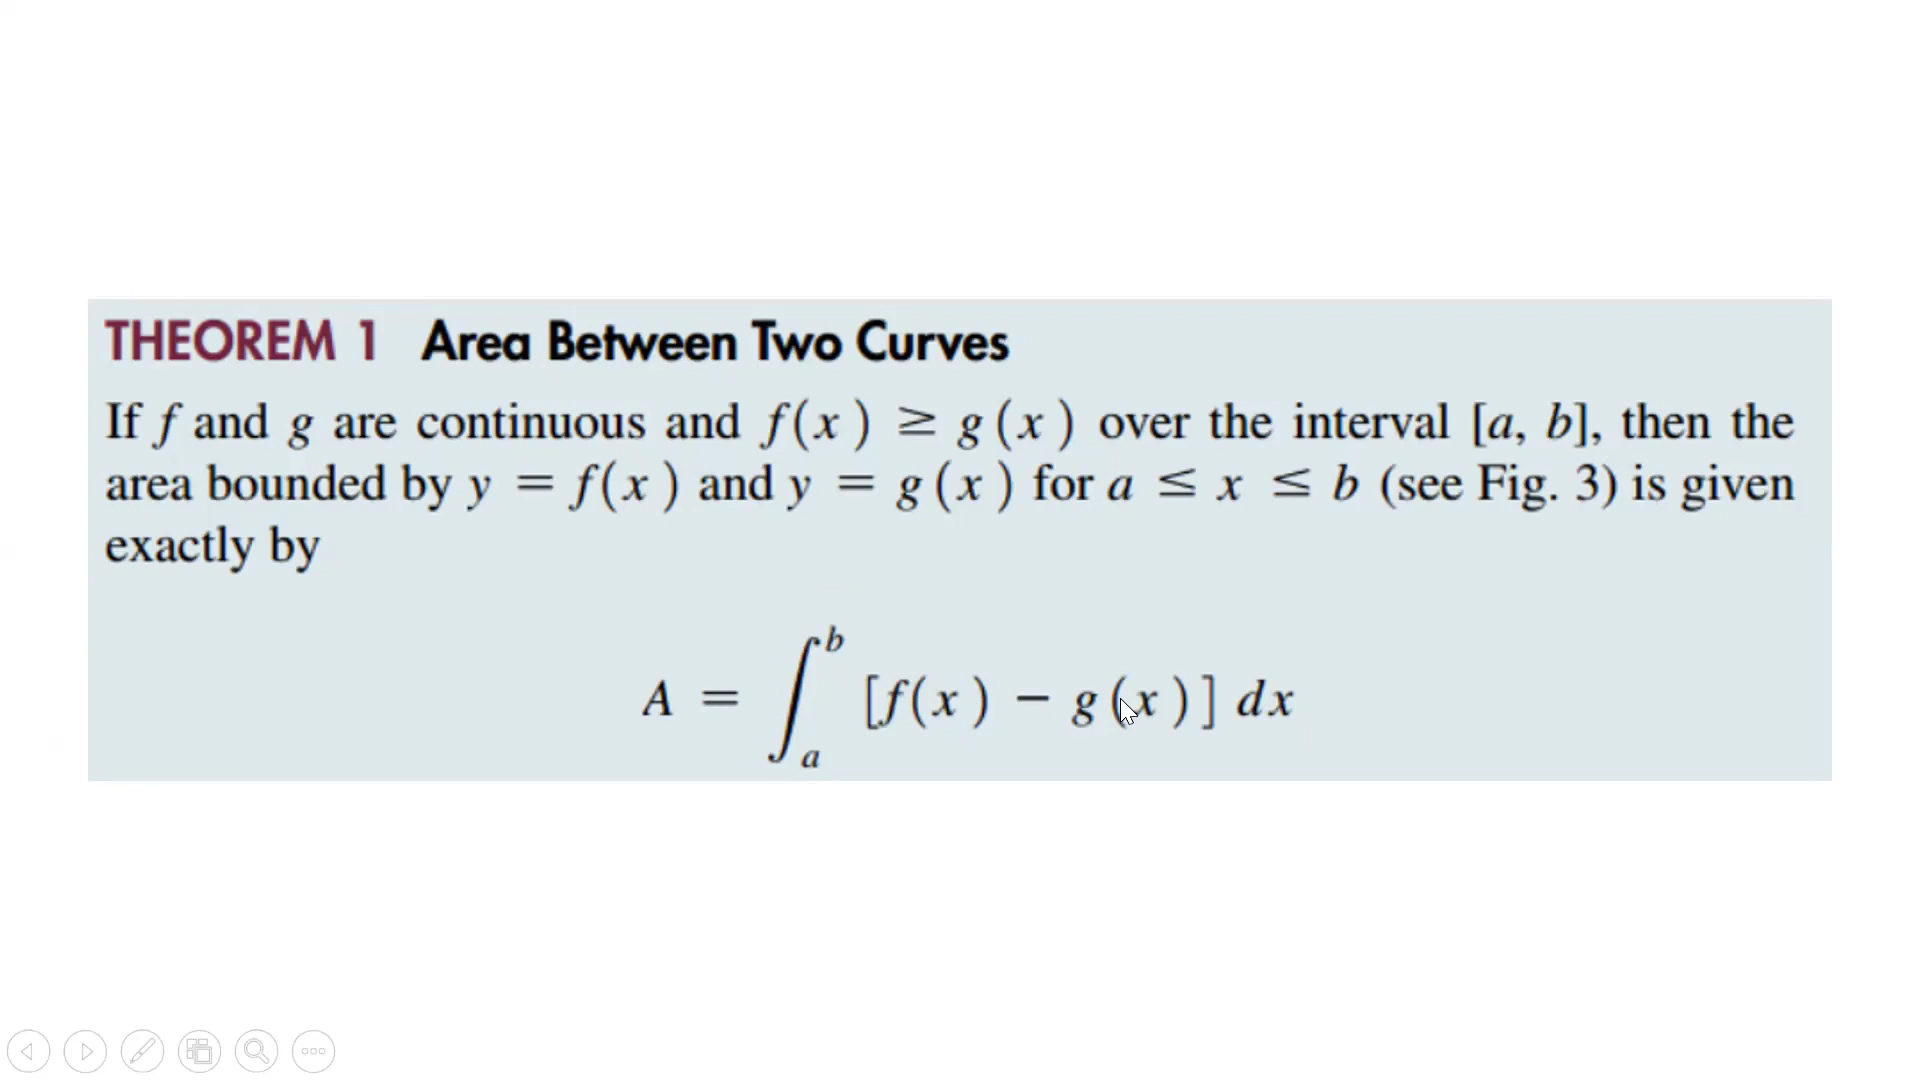 THEOREM 1 Area Between Two Curves
If f and g are continuous and f(x) ≥ g(x) over the interval [a, b], then the
area bounded by y = f(x) and y = g(x) for a ≤ x ≤ b (see Fig. 3) is given
exactly by
A = ∫_a^b [f(x) − g(x)] dx